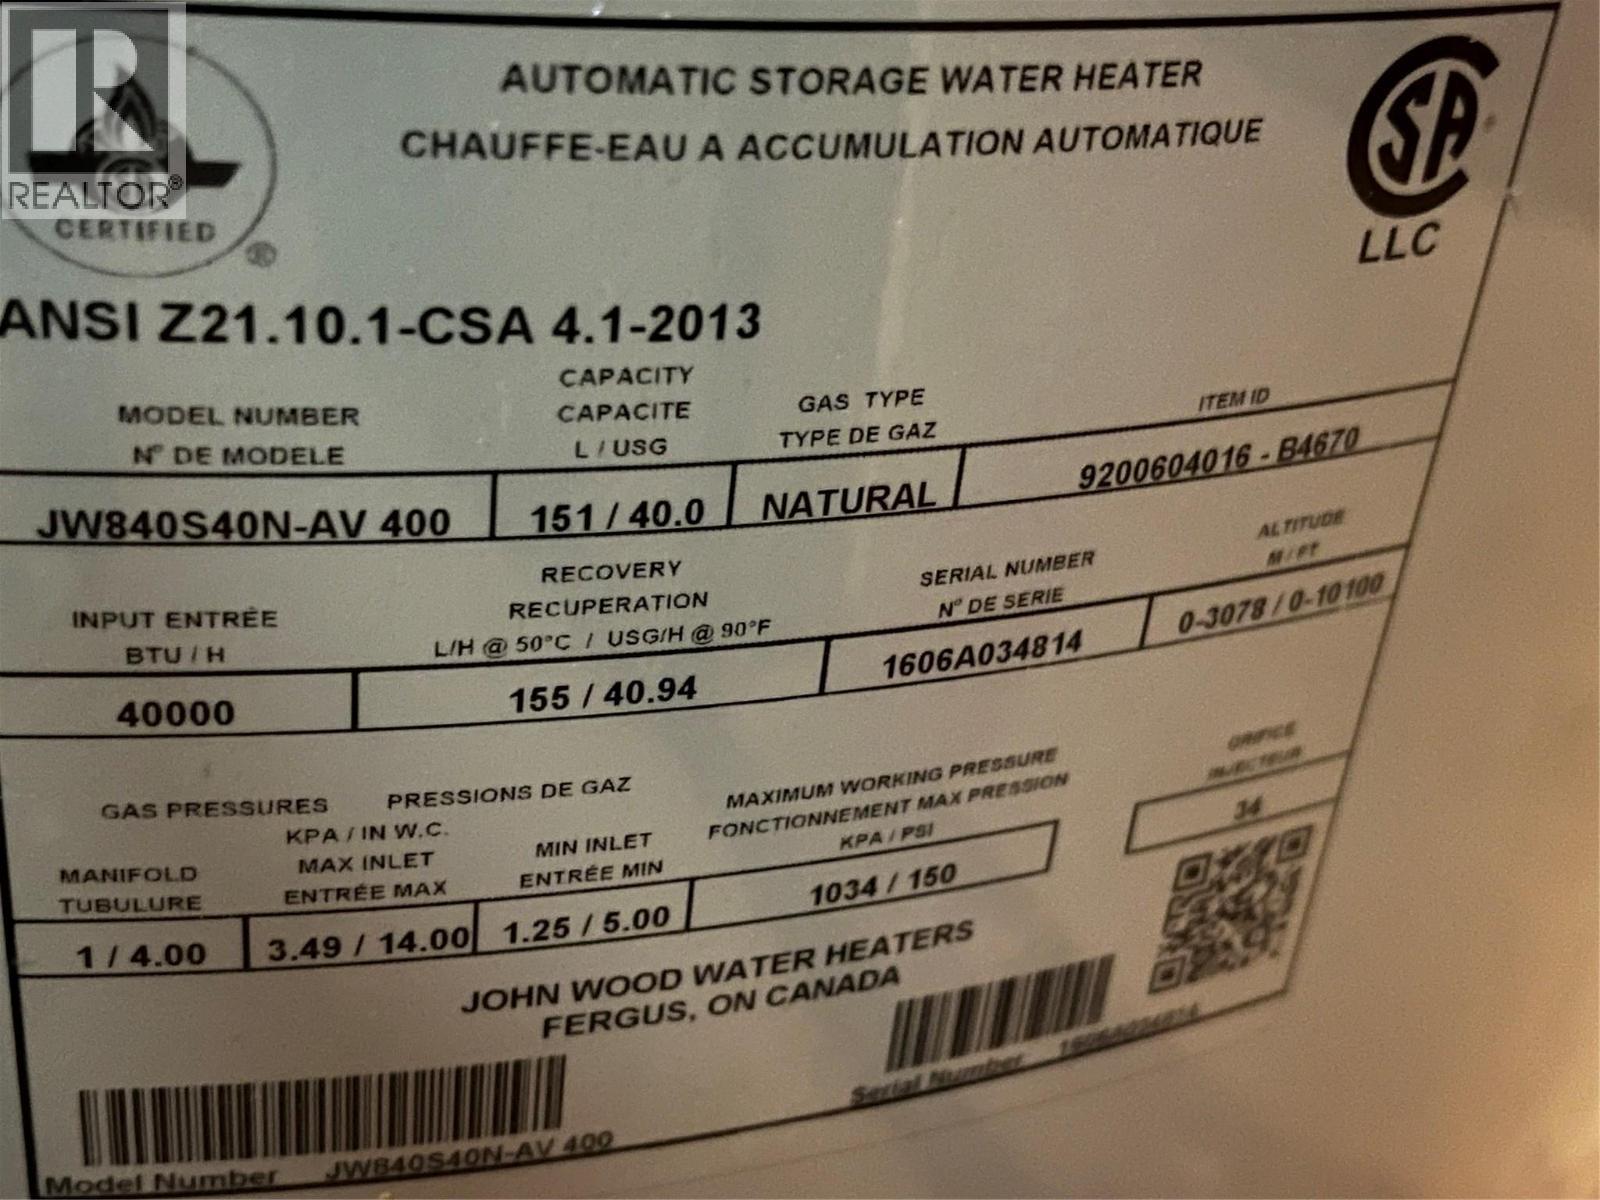 REALTOR®
CERTIFIED
®
AUTOMATIC STORAGE WATER HEATER
CHAUFFE-EAU A ACCUMULATION AUTOMATIQUE
CSA
LLC
ANSI Z21.10.1-CSA 4.1-2013
MODEL NUMBER
N° DE MODELE
CAPACITY
CAPACITE
L / USG
GAS TYPE
TYPE DE GAZ
ITEM ID
JW840S40N-AV 400
151 / 40.0
NATURAL
9200604016 - B4670
INPUT ENTRÉE
BTU / H
RECOVERY
RECUPERATION
L/H @ 50°C / USG/H @ 90°F
SERIAL NUMBER
N° DE SERIE
ALTITUDE
M / FT
40000
155 / 40.94
1606A034814
0-3078 / 0-10100
GAS PRESSURES PRESSIONS DE GAZ
KPA / IN W.C.
MANIFOLD
TUBULURE
MAX INLET
ENTRÉE MAX
MIN INLET
ENTRÉE MIN
MAXIMUM WORKING PRESSURE
FONCTIONNEMENT MAX PRESSION
KPA / PSI
ORIFICE
INJECTEUR
1 / 4.00
3.49 / 14.00
1.25 / 5.00
1034 / 150
34
JOHN WOOD WATER HEATERS
FERGUS, ON CANADA
Serial Number 1606A034814
Model Number JW840S40N-AV 400